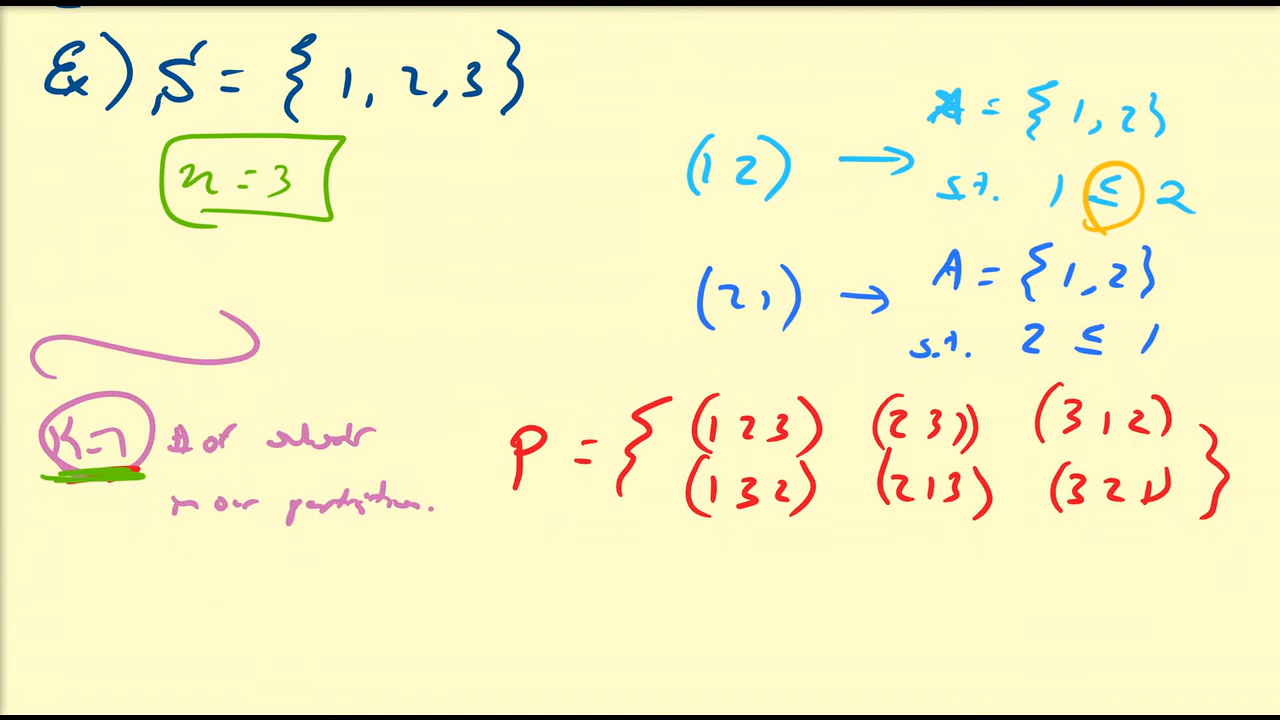 Ex) S = { 1, 2, 3 }
n = 3
(1 2) → A = { 1, 2 }
s.t. 1 ≤ 2
(2 1) → A = { 1, 2 }
s.t. 2 ≤ 1
K → # of subsets
in our partition.
P = { (1 2 3) (2 3 1) (3 1 2)
(1 3 2) (2 1 3) (3 2 1) }